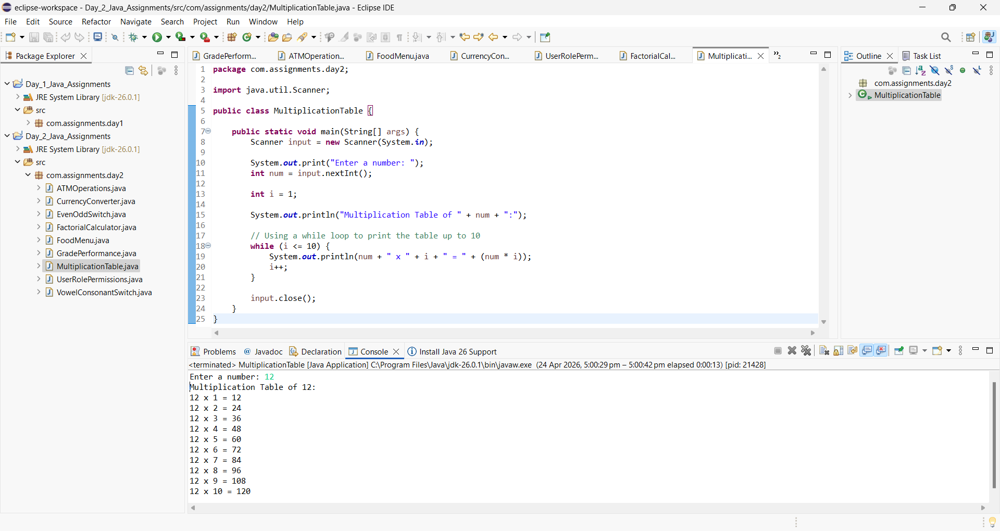 eclipse-workspace - Day_2_Java_Assignments/src/com/assignments/day2/MultiplicationTable.java - Eclipse IDE
File Edit Source Refactor Navigate Search Project Run Window Help
Package Explorer
Day_1_Java_Assignments
JRE System Library [jdk-26.0.1]
src
com.assignments.day1
Day_2_Java_Assignments
JRE System Library [jdk-26.0.1]
src
com.assignments.day2
ATMOperations.java
CurrencyConverter.java
EvenOddSwitch.java
FactorialCalculator.java
FoodMenu.java
GradePerformance.java
MultiplicationTable.java
UserRolePermissions.java
VowelConsonantSwitch.java
GradePerform... ATMOperation... FoodMenu.java CurrencyCon... UserRolePerm... FactorialCal... Multiplicati... »2
1 package com.assignments.day2;
2
3 import java.util.Scanner;
4
5 public class MultiplicationTable {
6
7 public static void main(String[] args) {
8 Scanner input = new Scanner(System.in);
9
10 System.out.print("Enter a number: ");
11 int num = input.nextInt();
12
13 int i = 1;
14
15 System.out.println("Multiplication Table of " + num + ":");
16
17 // Using a while loop to print the table up to 10
18 while (i <= 10) {
19 System.out.println(num + " x " + i + " = " + (num * i));
20 i++;
21 }
22
23 input.close();
24 }
25 }
Outline Task List
com.assignments.day2
MultiplicationTable
Problems Javadoc Declaration Console Install Java 26 Support
<terminated> MultiplicationTable [Java Application] C:\Program Files\Java\jdk-26.0.1\bin\javaw.exe (24 Apr 2026, 5:00:29 pm – 5:00:42 pm elapsed 0:00:13) [pid: 21428]
Enter a number: 12
Multiplication Table of 12:
12 x 1 = 12
12 x 2 = 24
12 x 3 = 36
12 x 4 = 48
12 x 5 = 60
12 x 6 = 72
12 x 7 = 84
12 x 8 = 96
12 x 9 = 108
12 x 10 = 120